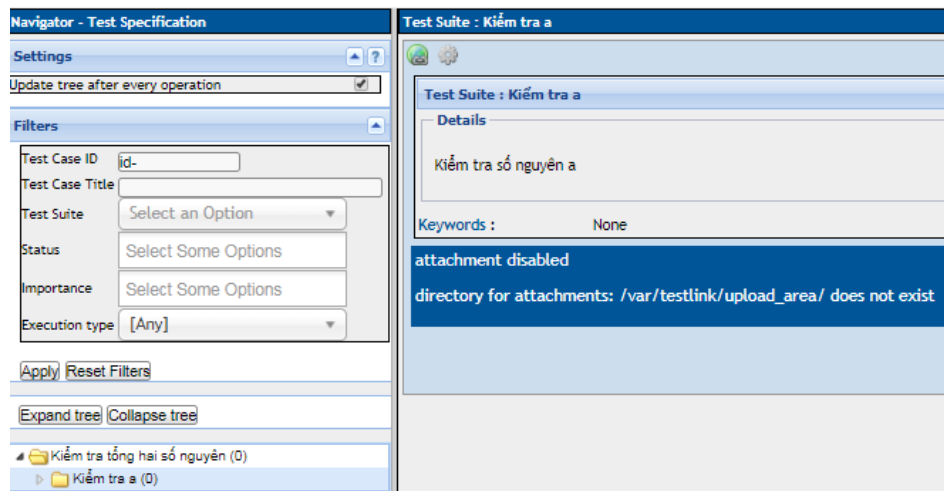 Navigator - Test Specification
Settings
?
Update tree after every operation
Filters
Test Case ID
id-
Test Case Title
Test Suite
Select an Option
Status
Select Some Options
Importance
Select Some Options
Execution type
[Any]
Apply
Reset Filters
Expand tree
Collapse tree
Kiểm tra tổng hai số nguyên (0)
Kiểm tra a (0)
Test Suite : Kiểm tra a
Test Suite : Kiểm tra a
Details
Kiểm tra số nguyên a
Keywords :
None
attachment disabled
directory for attachments: /var/testlink/upload_area/ does not exist